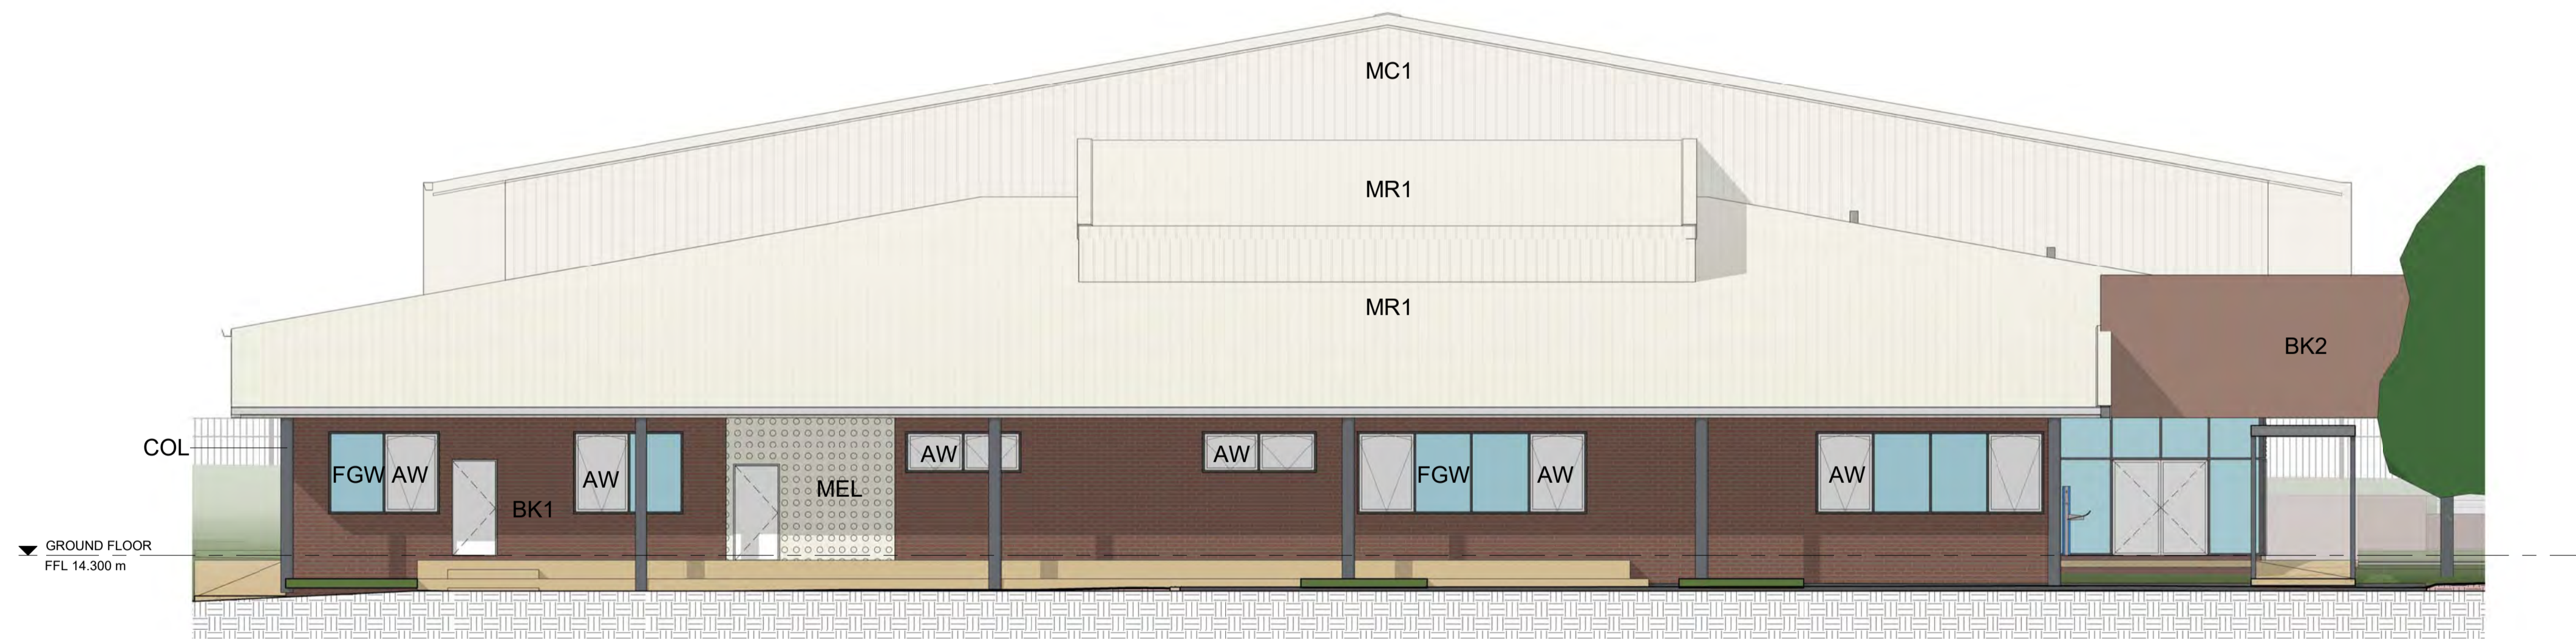 MC1
MR1
MR1
BK2
COL
FGW AW
BK1
AW
MEL
AW
AW
FGW
AW
AW
GROUND FLOOR
FFL 14.300 m